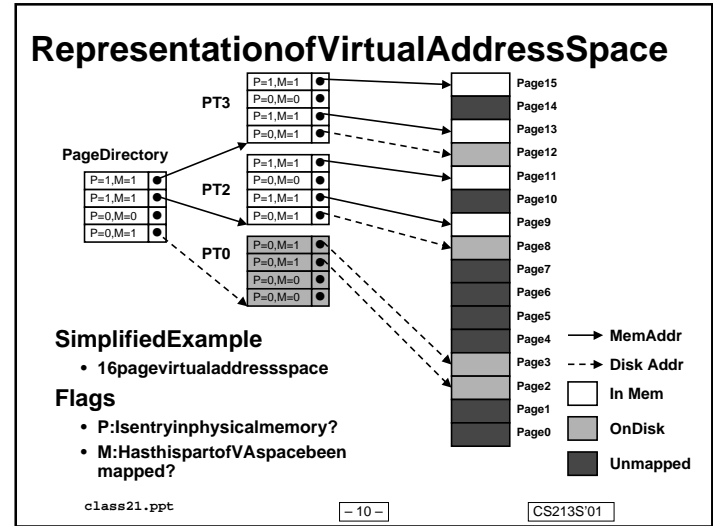 RepresentationofVirtualAddressSpace
PageDirectory
P=1,M=1
P=1,M=1
P=0,M=0
P=0,M=1
PT3
P=1,M=1
P=0,M=0
P=1,M=1
P=0,M=1
PT2
P=1,M=1
P=0,M=0
P=1,M=1
P=0,M=1
PT0
P=0,M=1
P=0,M=1
P=0,M=0
P=0,M=0
Page15
Page14
Page13
Page12
Page11
Page10
Page9
Page8
Page7
Page6
Page5
Page4
Page3
Page2
Page1
Page0
MemAddr
Disk Addr
In Mem
OnDisk
Unmapped
SimplifiedExample
• 16pagevirtualaddressspace
Flags
• P:Isentryinphysicalmemory?
• M:HasthispartofVAspacebeen
mapped?
class21.ppt
– 10 –
CS213S'01